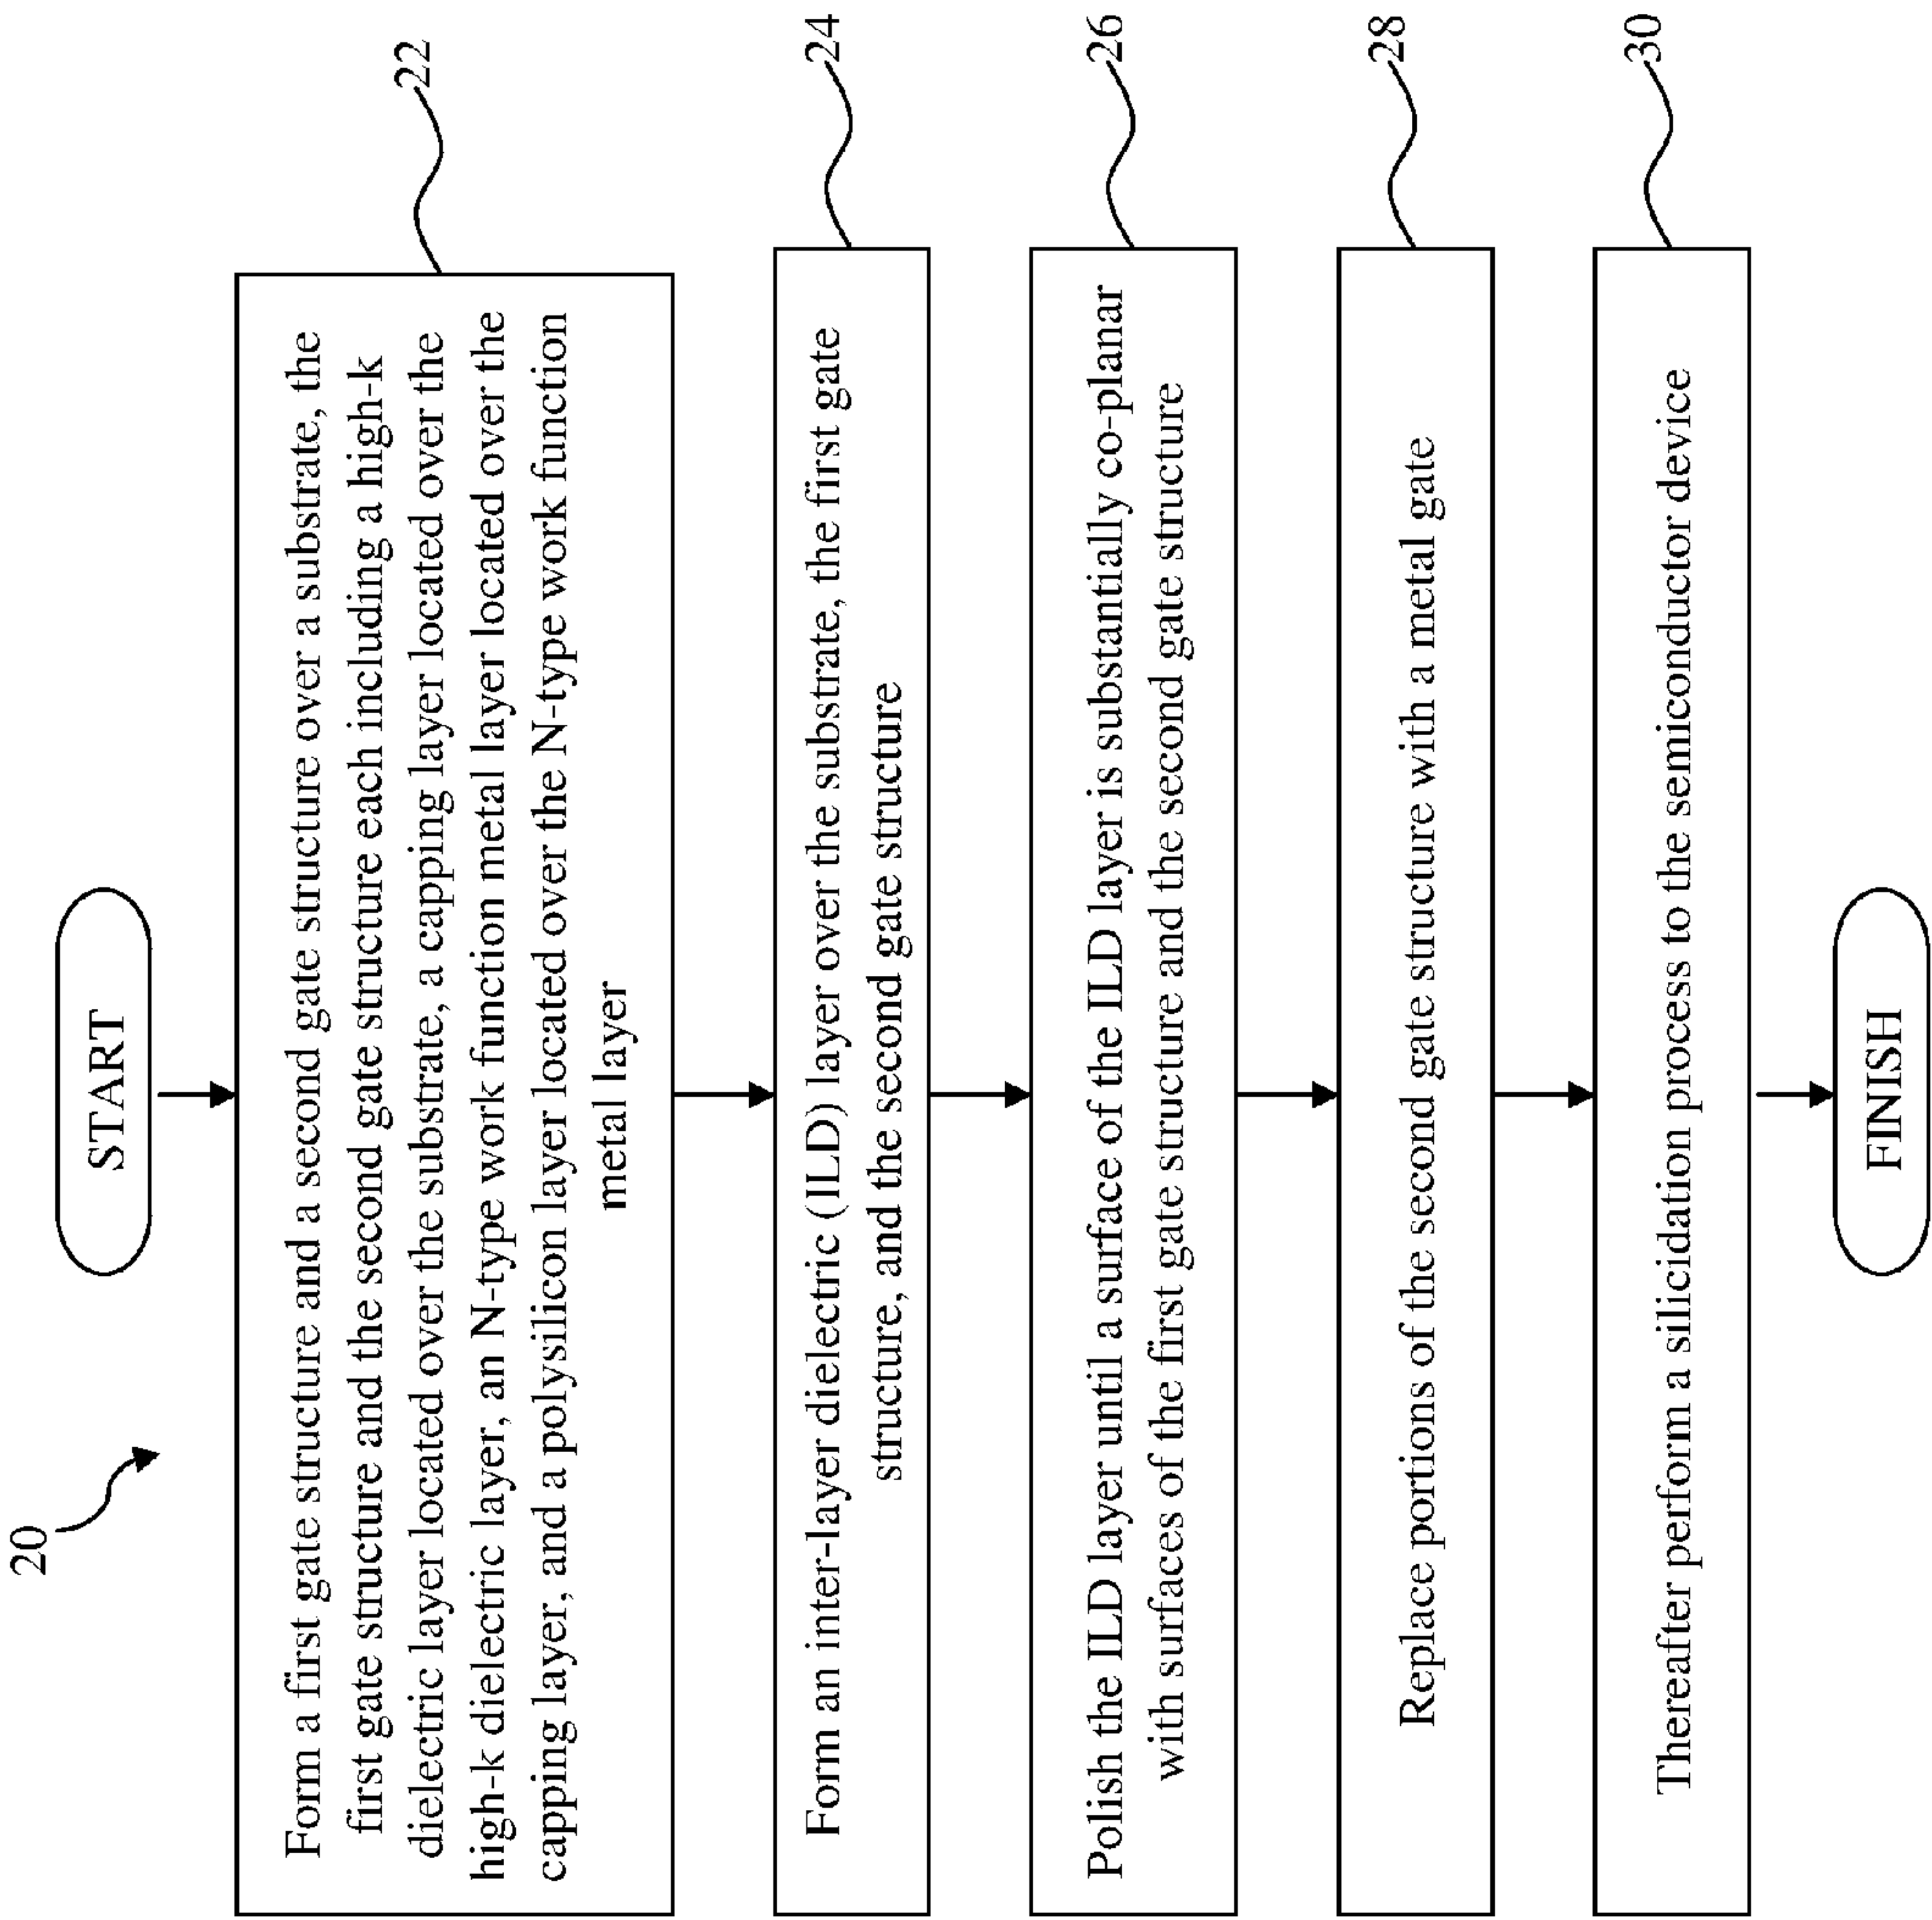 20
START
Form a first gate structure and a second gate structure over a substrate, the
first gate structure and the second gate structure each including a high-k
dielectric layer located over the substrate, a capping layer located over the
high-k dielectric layer, an N-type work function metal layer located over the
capping layer, and a polysilicon layer located over the N-type work function
metal layer
22
Form an inter-layer dielectric (ILD) layer over the substrate, the first gate
structure, and the second gate structure
24
Polish the ILD layer until a surface of the ILD layer is substantially co-planar
with surfaces of the first gate structure and the second gate structure
26
Replace portions of the second gate structure with a metal gate
28
Thereafter perform a silicidation process to the semiconductor device
30
FINISH